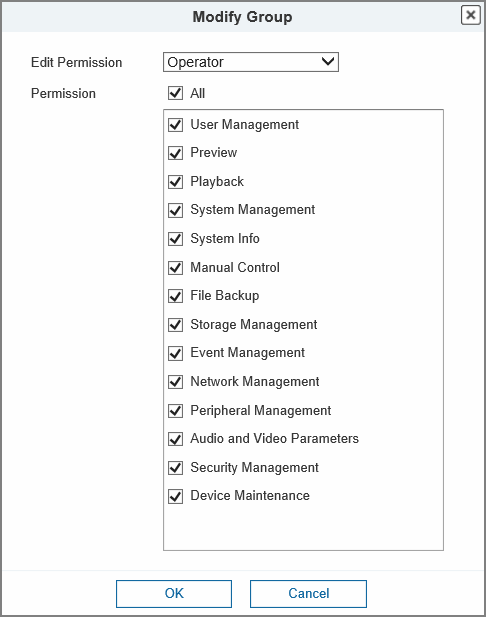 Modify Group
Edit Permission Operator
Permission All
User Management
Preview
Playback
System Management
System Info
Manual Control
File Backup
Storage Management
Event Management
Network Management
Peripheral Management
Audio and Video Parameters
Security Management
Device Maintenance
OK Cancel